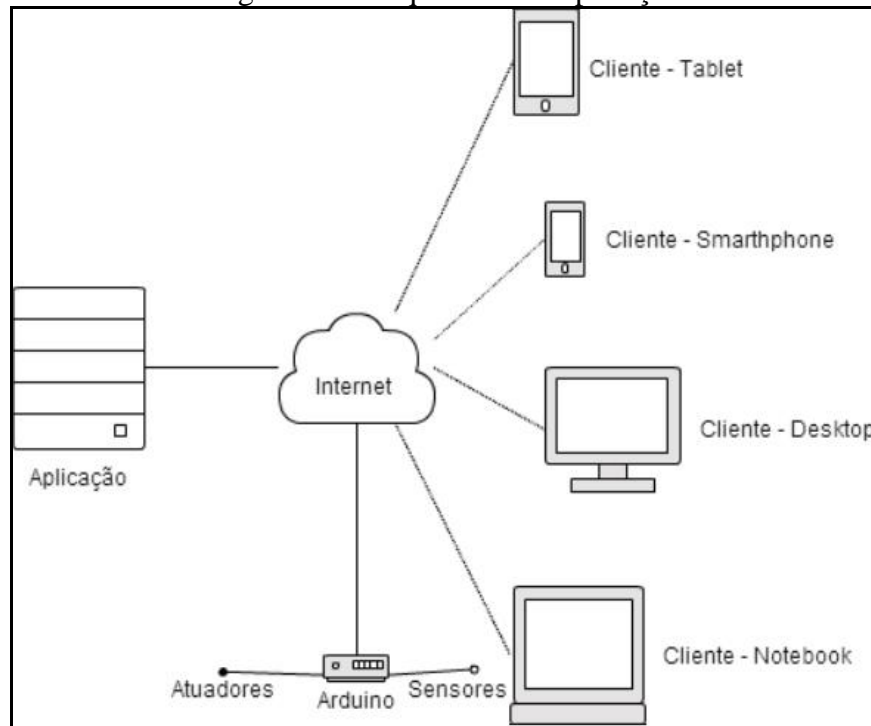 Cliente - Tablet
Cliente - Smarthphone
Internet
Cliente - Desktop
Aplicação
Cliente - Notebook
Atuadores
Arduino
Sensores